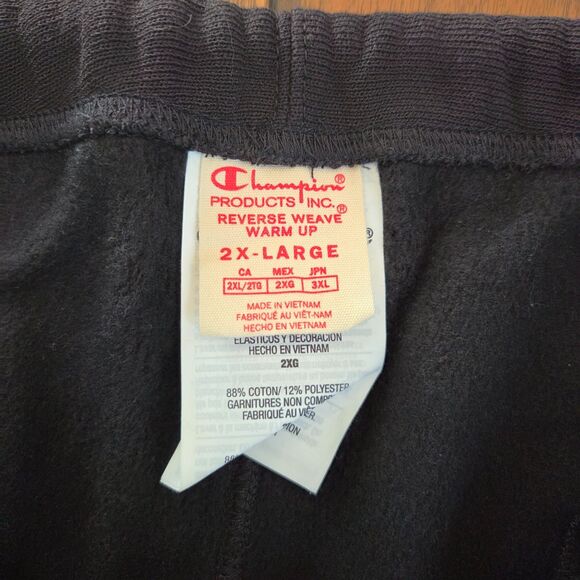 Champion®
PRODUCTS INC.®
REVERSE WEAVE
WARM UP
2X-LARGE
CA MEX JPN
2XL/2TG 2XG 3XL
MADE IN VIETNAM
FABRIQUÉ AU VIÊT-NAM
HECHO EN VIETNAM
ELASTICOS Y DECORACION
HECHO EN VIETNAM
2XG
88% COTON/ 12% POLYESTER
GARNITURES NON COMP
FABRIQUÉ AU VIÊ